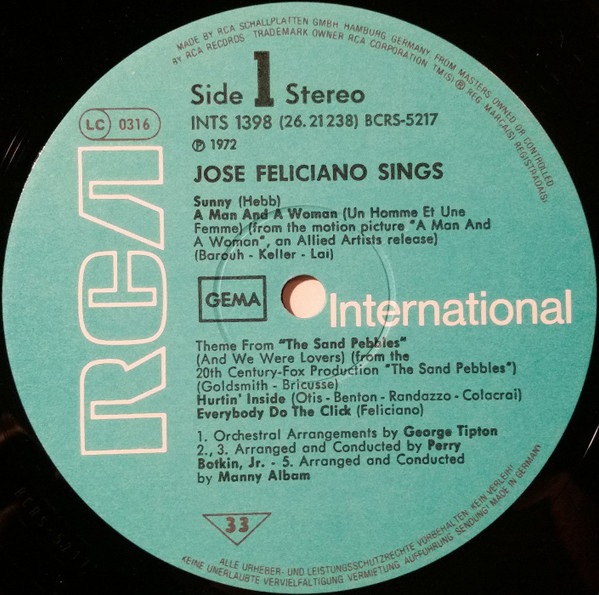 MADE BY RCA SCHALLPLATTEN GMBH HAMBURG GERMANY, FROM MASTERS OWNED OR CONTROLLED
BY RCA RECORDS. TRADEMARK OWNER RCA CORPORATION. TM(S) ® REG. MARCA(S) REGISTRADA(S)
Side 1 Stereo
LC 0316
INTS 1398 (26.21238) BCRS-5217
℗ 1972
JOSE FELICIANO SINGS
Sunny (Hebb)
A Man And A Woman (Un Homme Et Une
Femme) (from the motion picture "A Man And
A Woman", an Allied Artists release)
(Barouh - Keller - Lai)
RCA
GEMA
International
Theme From "The Sand Pebbles"
(And We Were Lovers) (from the
20th Century-Fox Production "The Sand Pebbles")
(Goldsmith - Bricusse)
Hurtin' Inside (Otis - Benton - Randazzo - Colacrai)
Everybody Do The Click (Feliciano)
1. Orchestral Arrangements by George Tipton
2., 3. Arranged and Conducted by Perry
Botkin, Jr. - 5. Arranged and Conducted
by Manny Albam
33
ALLE URHEBER- UND LEISTUNGSSCHUTZRECHTE VORBEHALTEN. KEIN VERLEIH!
KEINE UNERLAUBTE VERVIELFÄLTIGUNG, VERMIETUNG, AUFFÜHRUNG, SENDUNG! MADE IN GERMANY